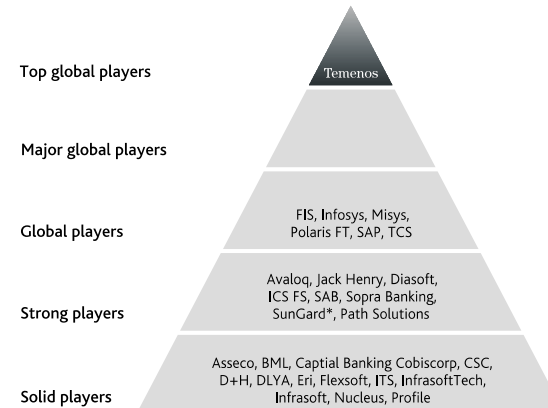 Top global players
Temenos
Major global players
Global players
FIS, Infosys, Misys,
Polaris FT, SAP, TCS
Strong players
Avaloq, Jack Henry, Diasoft,
ICS FS, SAB, Sopra Banking,
SunGard*, Path Solutions
Solid players
Asseco, BML, Captial Banking Cobiscorp, CSC,
D+H, DLYA, Eri, Flexsoft, ITS, InfrasoftTech,
Infrasoft, Nucleus, Profile